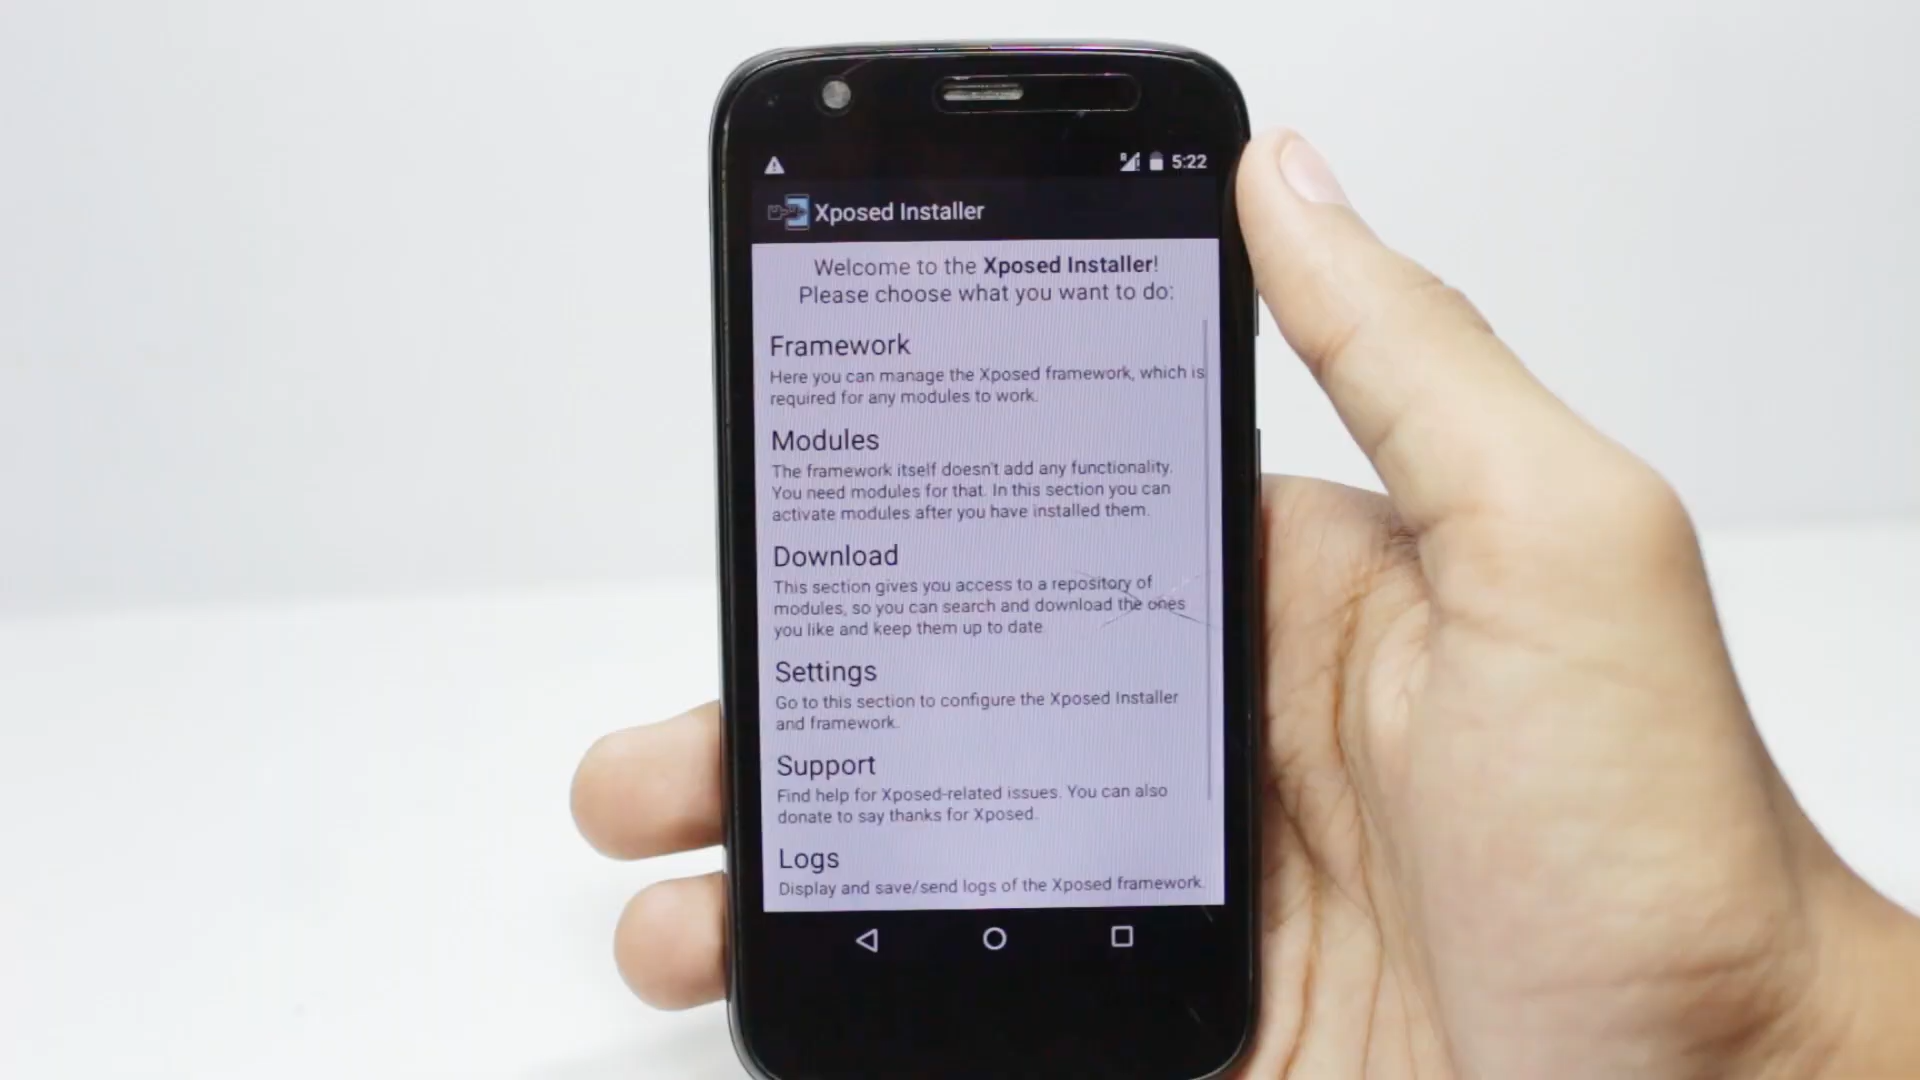 5:22
Xposed Installer
Welcome to the Xposed Installer!
Please choose what you want to do:
Framework
Here you can manage the Xposed framework, which is
required for any modules to work.
Modules
The framework itself doesn't add any functionality.
You need modules for that. In this section you can
activate modules after you have installed them.
Download
This section gives you access to a repository of
modules, so you can search and download the ones
you like and keep them up to date.
Settings
Go to this section to configure the Xposed Installer
and framework.
Support
Find help for Xposed-related issues. You can also
donate to say thanks for Xposed.
Logs
Display and save/send logs of the Xposed framework.